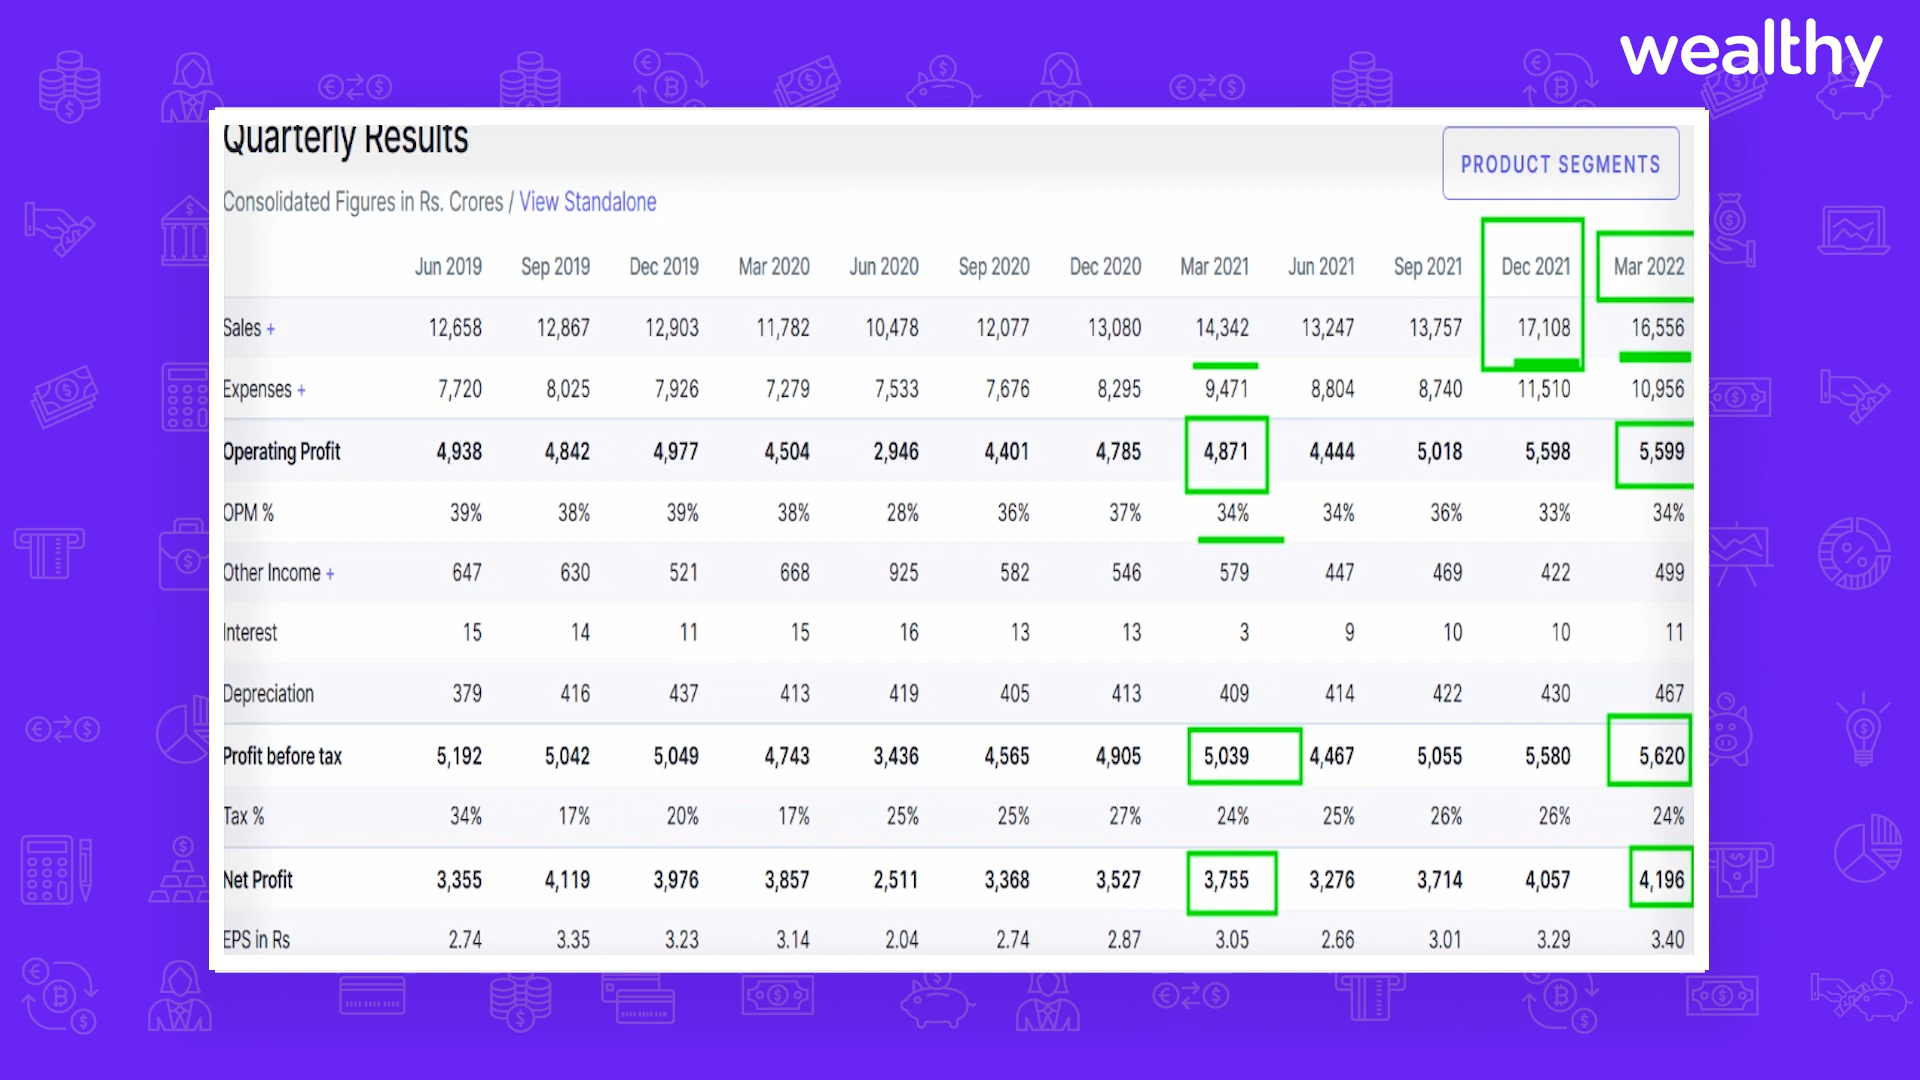 wealthy
Quarterly Results
PRODUCT SEGMENTS
Consolidated Figures in Rs. Crores / View Standalone
Jun 2019 Sep 2019 Dec 2019 Mar 2020 Jun 2020 Sep 2020 Dec 2020 Mar 2021 Jun 2021 Sep 2021 Dec 2021 Mar 2022
Sales + 12,658 12,867 12,903 11,782 10,478 12,077 13,080 14,342 13,247 13,757 17,108 16,556
Expenses + 7,720 8,025 7,926 7,279 7,533 7,676 8,295 9,471 8,804 8,740 11,510 10,956
Operating Profit 4,938 4,842 4,977 4,504 2,946 4,401 4,785 4,871 4,444 5,018 5,598 5,599
OPM % 39% 38% 39% 38% 28% 36% 37% 34% 34% 36% 33% 34%
Other Income + 647 630 521 668 925 582 546 579 447 469 422 499
Interest 15 14 11 15 16 13 13 3 9 10 10 11
Depreciation 379 416 437 413 419 405 413 409 414 422 430 467
Profit before tax 5,192 5,042 5,049 4,743 3,436 4,565 4,905 5,039 4,467 5,055 5,580 5,620
Tax % 34% 17% 20% 17% 25% 25% 27% 24% 25% 26% 26% 24%
Net Profit 3,355 4,119 3,976 3,857 2,511 3,368 3,527 3,755 3,276 3,714 4,057 4,196
EPS in Rs 2.74 3.35 3.23 3.14 2.04 2.74 2.87 3.05 2.66 3.01 3.29 3.40